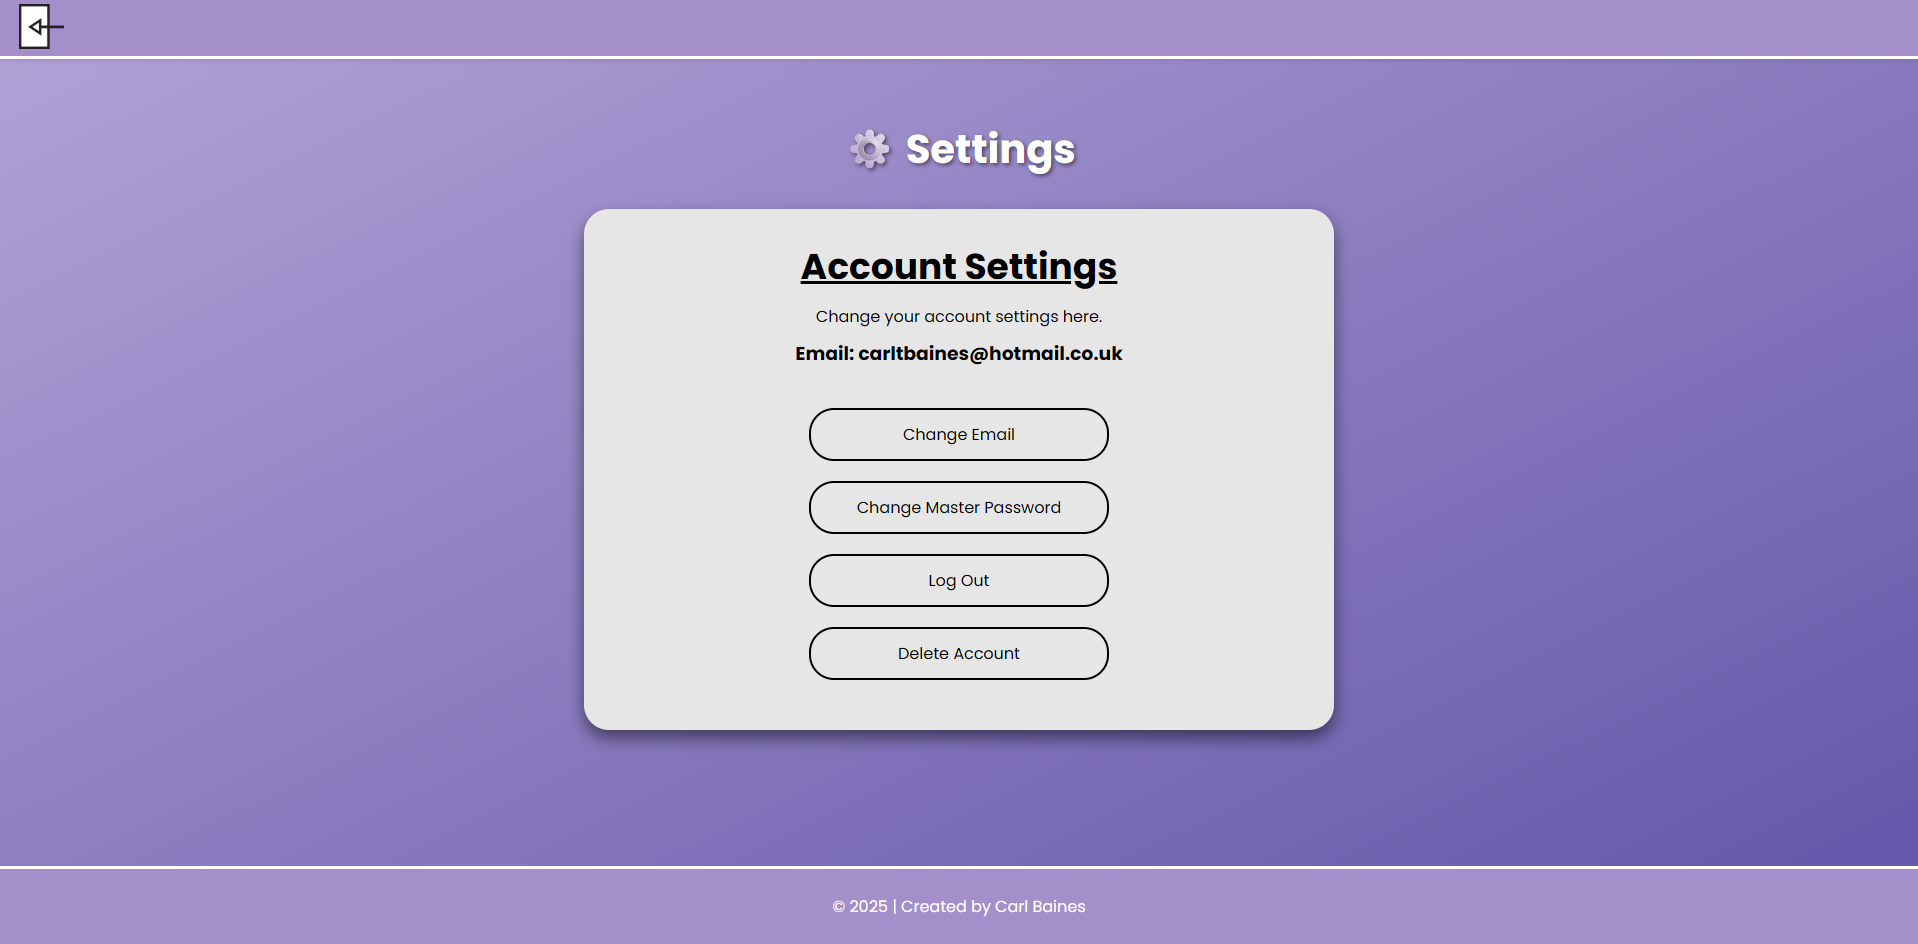 Settings
Account Settings
Change your account settings here.
Email: carltbaines@hotmail.co.uk
Change Email
Change Master Password
Log Out
Delete Account
© 2025 | Created by Carl Baines